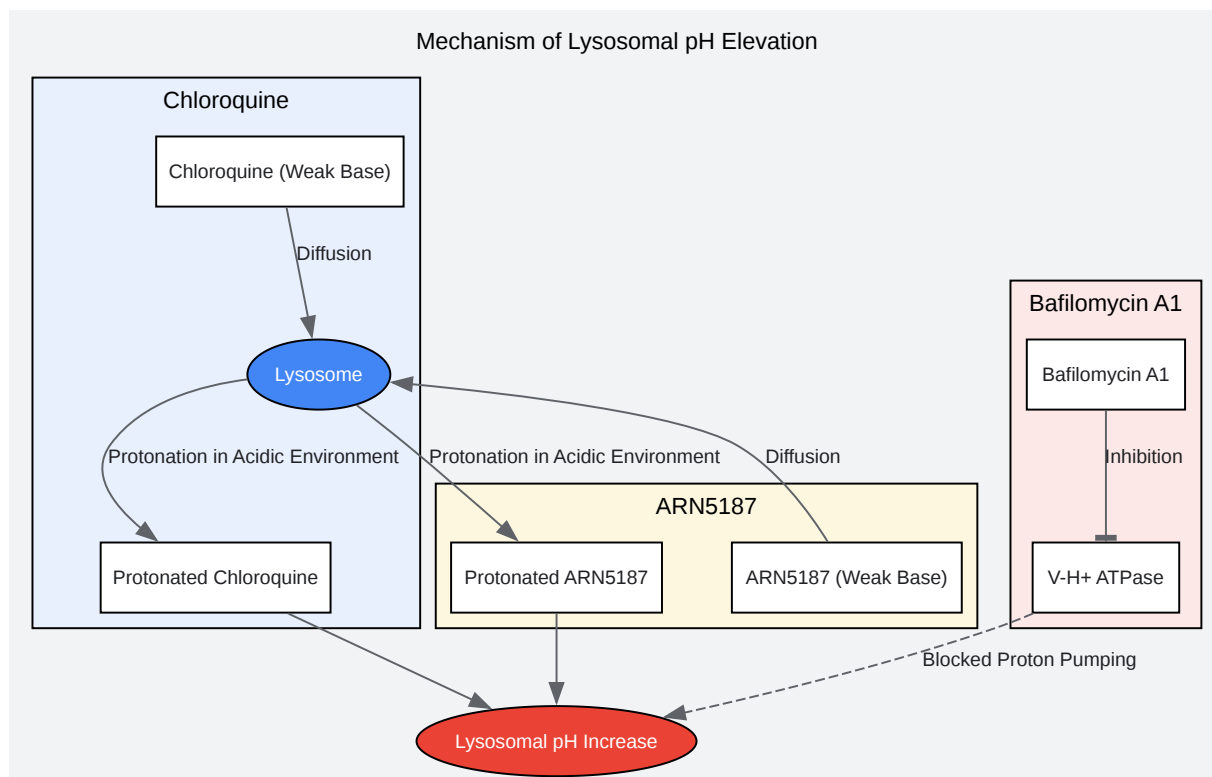 Mechanism of Lysosomal pH Elevation
Chloroquine
Chloroquine (Weak Base)
Diffusion
Lysosome
Bafilomycin A1
Bafilomycin A1
Protonation in Acidic Environment
Protonation in Acidic Environment
Diffusion
Inhibition
ARN5187
Protonated Chloroquine
Protonated ARN5187
ARN5187 (Weak Base)
V-H+ ATPase
Blocked Proton Pumping
Lysosomal pH Increase